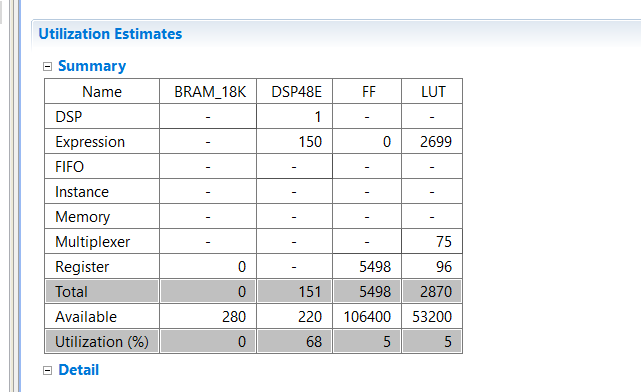 Utilization Estimates
Summary
Name BRAM_18K DSP48E FF LUT
DSP - 1 - -
Expression - 150 0 2699
FIFO - - - -
Instance - - - -
Memory - - - -
Multiplexer - - - 75
Register 0 - 5498 96
Total 0 151 5498 2870
Available 280 220 106400 53200
Utilization (%) 0 68 5 5
Detail